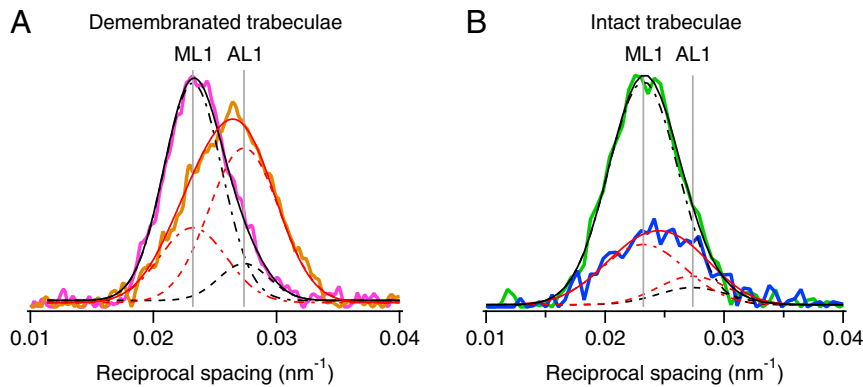 A
Demembranated trabeculae
ML1 AL1
0.01 0.02 0.03 0.04
Reciprocal spacing (nm⁻¹)
B
Intact trabeculae
ML1 AL1
0.01 0.02 0.03 0.04
Reciprocal spacing (nm⁻¹)